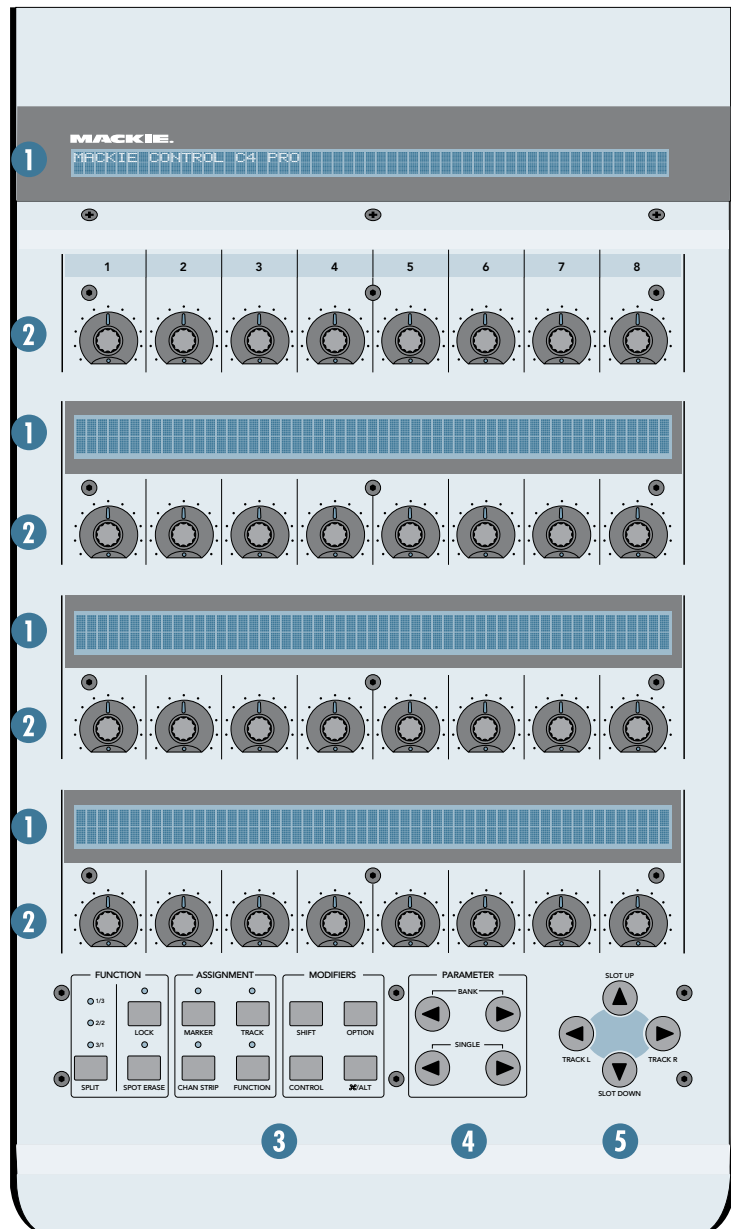 MACKIE.
1 MACKIE CONTROL C4 PRO
1 2 3 4 5 6 7 8
2
1
2
1
2
1
2
FUNCTION ASSIGNMENT MODIFIERS PARAMETER SLOT UP
BANK
1/3
2/2
LOCK MARKER TRACK SHIFT OPTION
3/1 SINGLE TRACK L TRACK R
SPLIT SPOT ERASE CHAN STRIP FUNCTION CONTROL ⌘/ALT SLOT DOWN
3 4 5